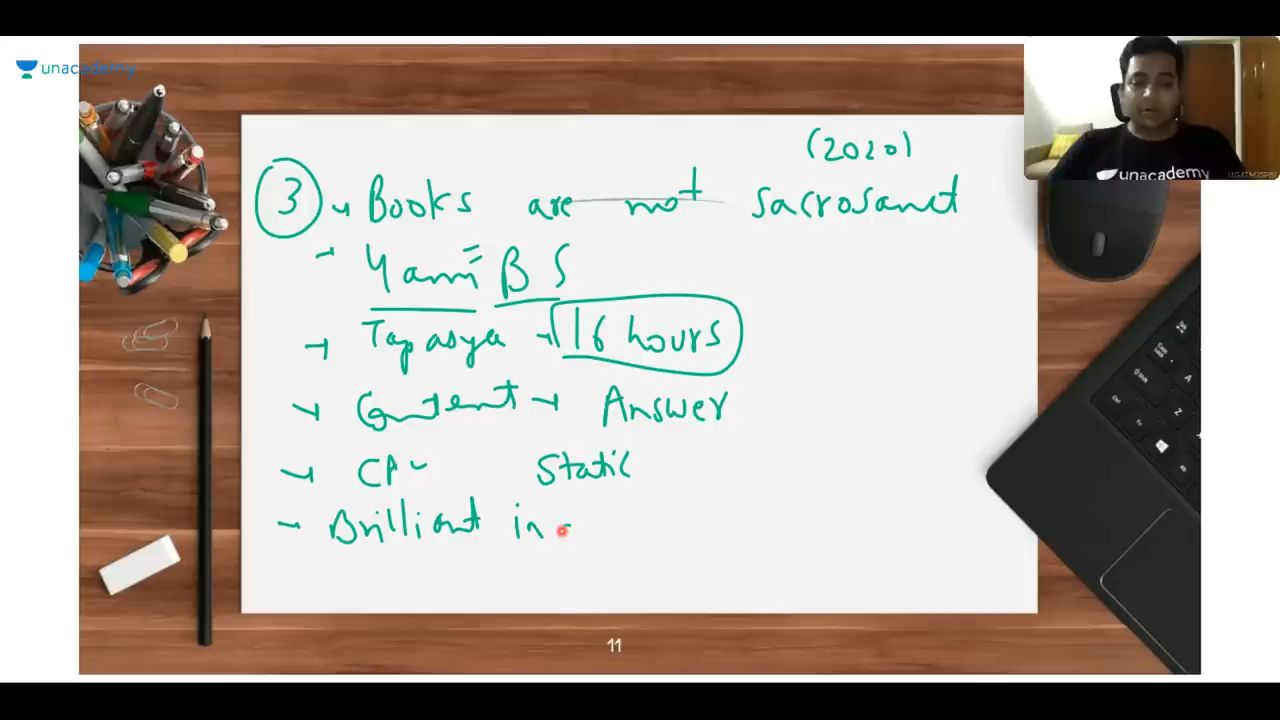 unacademy
(2020)
3 Books are not sacrosanct
Yami BS
Tapasya 16 hours
Content Answer
Static
Brilliant in
unacademy
11